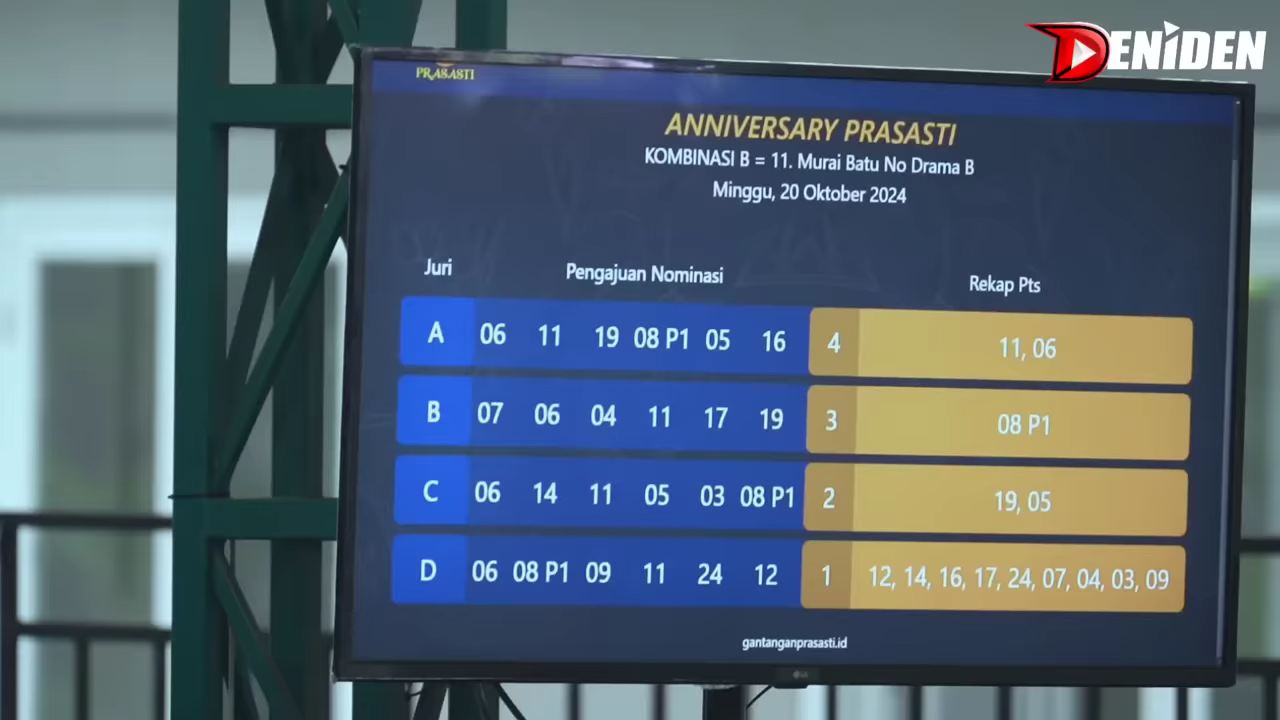 DENiDEN
PRASASTI
ANNIVERSARY PRASASTI
KOMBINASI B = 11. Murai Batu No Drama B
Minggu, 20 Oktober 2024
Juri Pengajuan Nominasi Rekap Pts
A 06 11 19 08 P1 05 16 4 11, 06
B 07 06 04 11 17 19 3 08 P1
C 06 14 11 05 03 08 P1 2 19, 05
D 06 08 P1 09 11 24 12 1 12, 14, 16, 17, 24, 07, 04, 03, 09
gantanganprasasti.id
LG